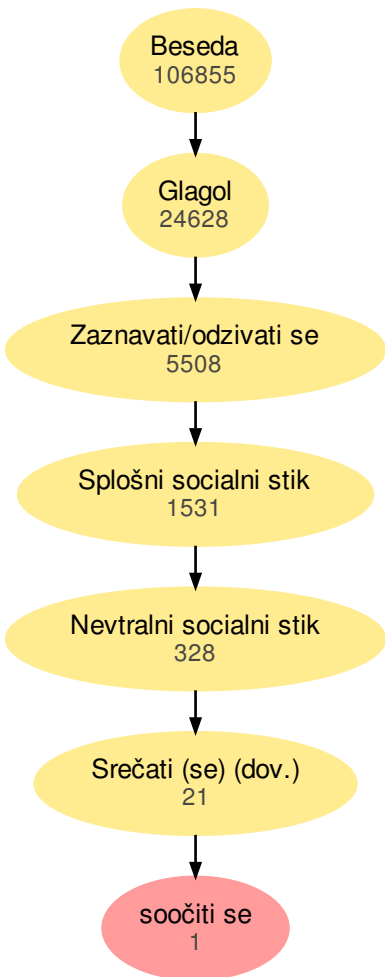 Beseda
106855
Glagol
24628
Zaznavati/odzivati se
5508
Splošni socialni stik
1531
Nevtralni socialni stik
328
Srečati (se) (dov.)
21
soočiti se
1